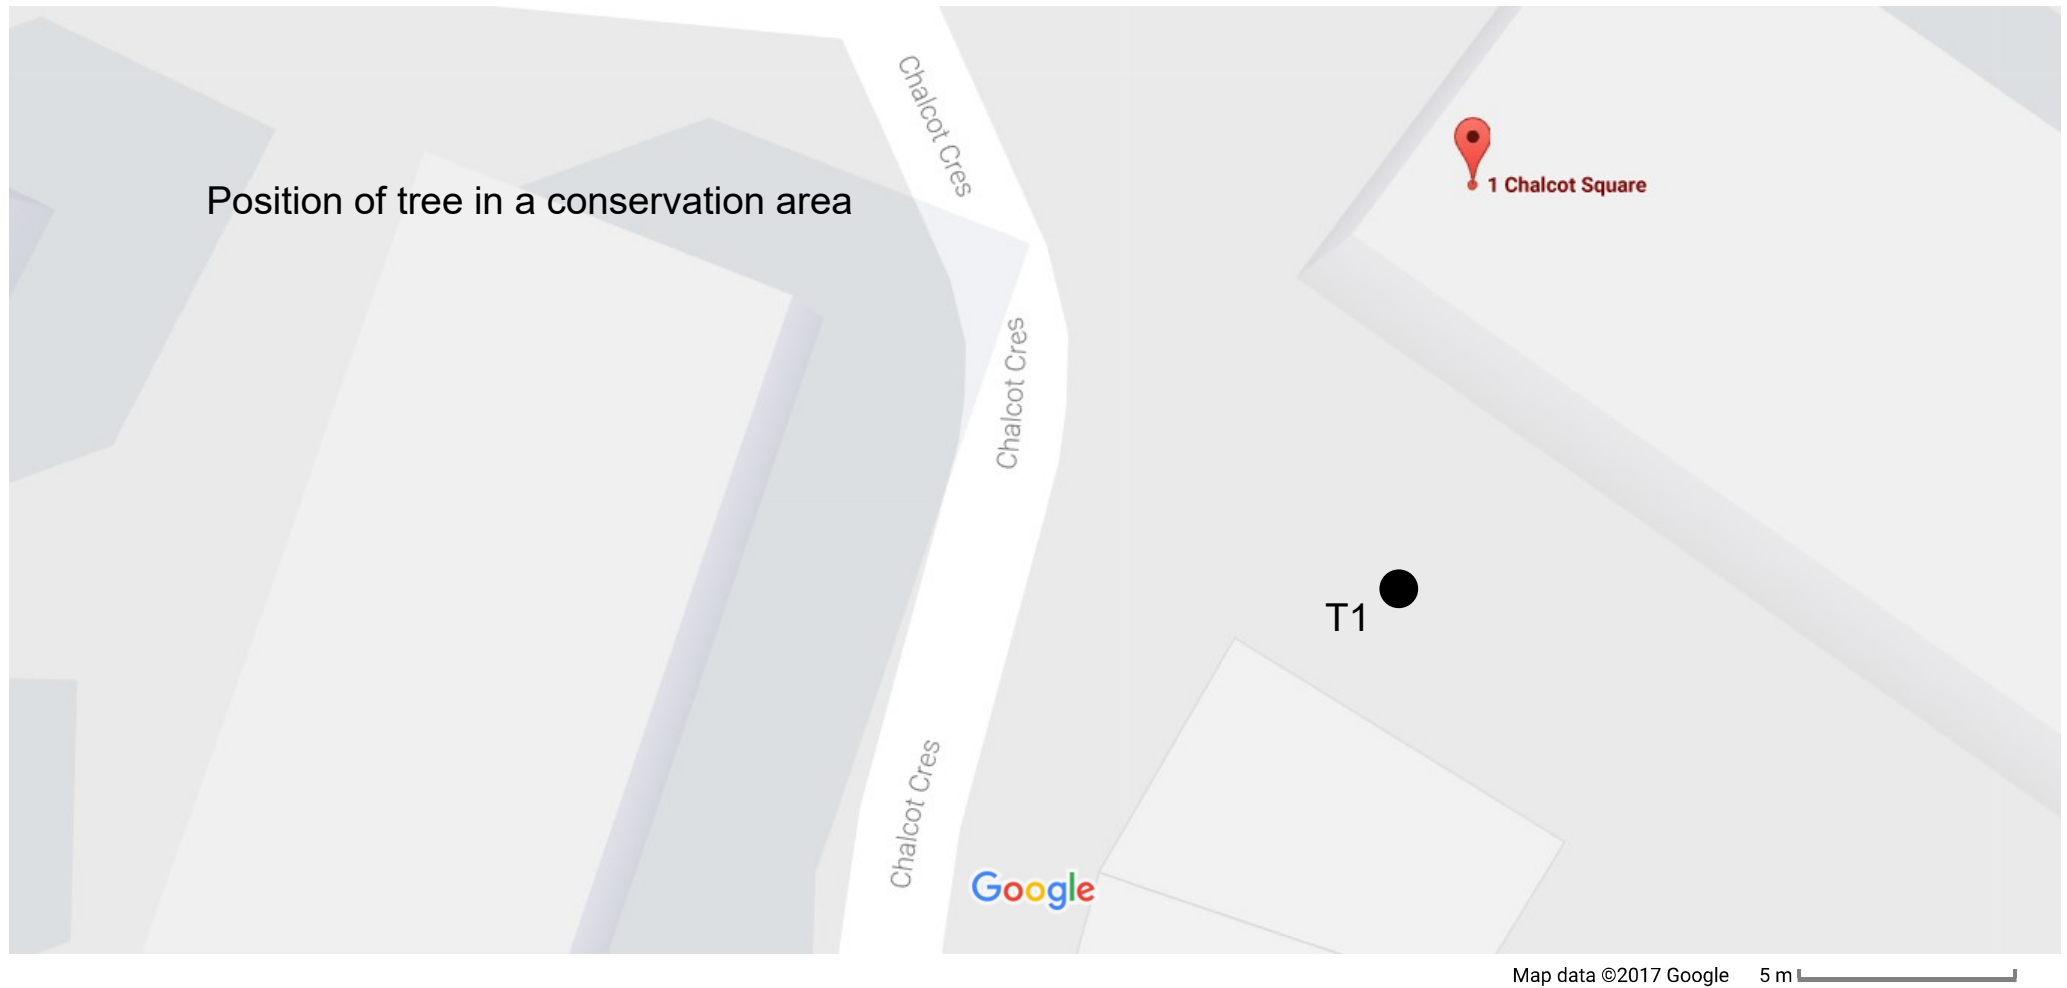 Chalcot Cres
Position of tree in a conservation area
1 Chalcot Square
Chalcot Cres
T1
Chalcot Cres
Google
Map data ©2017 Google 5 m